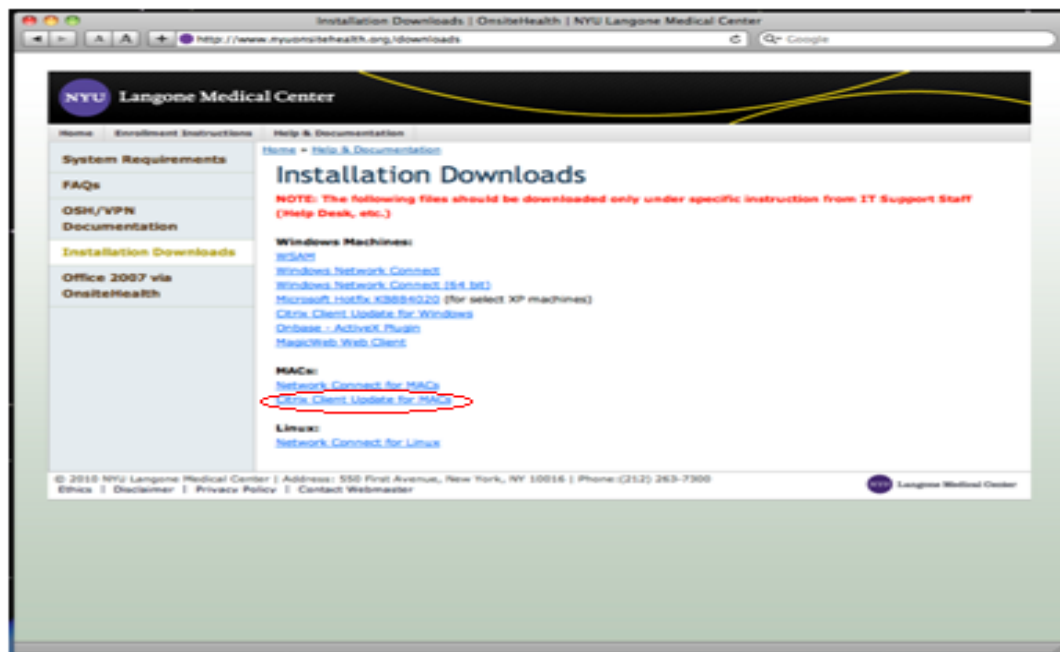 Installation Downloads | OnsiteHealth | NYU Langone Medical Center
A A + http://www.nyuonsitehealth.org/downloads Google
NYU Langone Medical Center
Home Enrollment Instructions Help & Documentation
System Requirements
FAQs
OSH/VPN
Documentation
Installation Downloads
Office 2007 via
OnsiteHealth
Home » Help & Documentation
Installation Downloads
NOTE: The following files should be downloaded only under specific instruction from IT Support Staff
(Help Desk, etc.)
Windows Machines:
WSAM
Windows Network Connect
Windows Network Connect (64 bit)
Microsoft Hotfix KB884020 (for select XP machines)
Citrix Client Update for Windows
Onbase - ActiveX Plugin
MagicWeb Web Client
MACs:
Network Connect for MACs
Citrix Client Update for MACs
Linux:
Network Connect for Linux
© 2010 NYU Langone Medical Center | Address: 550 First Avenue, New York, NY 10016 | Phone:(212) 263-7300
Ethics | Disclaimer | Privacy Policy | Contact Webmaster
NYU Langone Medical Center